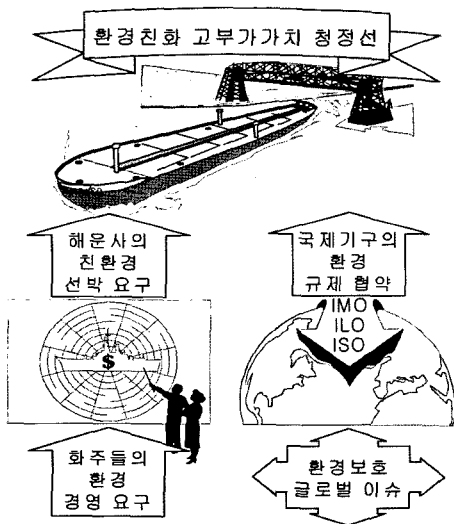 환경친화 고부가가치 청정선
해운사의
친환경
선박 요구
국제기구의
환경
규제 협약
IMO
ILO
ISO
$
화주들의
환경
경영 요구
환경보호
글로벌 이슈